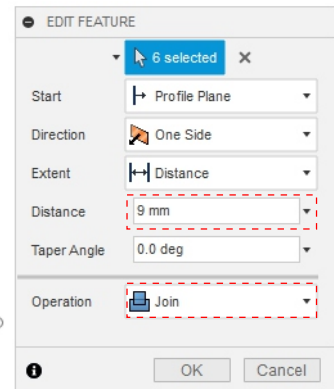 EDIT FEATURE
6 selected
Start Profile Plane
Direction One Side
Extent Distance
Distance 9 mm
Taper Angle 0.0 deg
Operation Join
OK Cancel